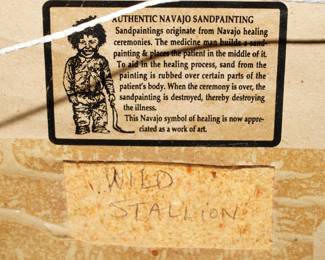 AUTHENTIC NAVAJO SANDPAINTING
Sandpaintings originate from Navajo healing
ceremonies. The medicine man builds a sand-
painting & places the patient in the middle of it.
To aid in the healing process, sand from the
painting is rubbed over certain parts of the
patient's body. When the ceremony is over, the
sandpainting is destroyed, thereby destroying
the illness.
This Navajo symbol of healing is now appre-
ciated as a work of art.
WILD
STALLION